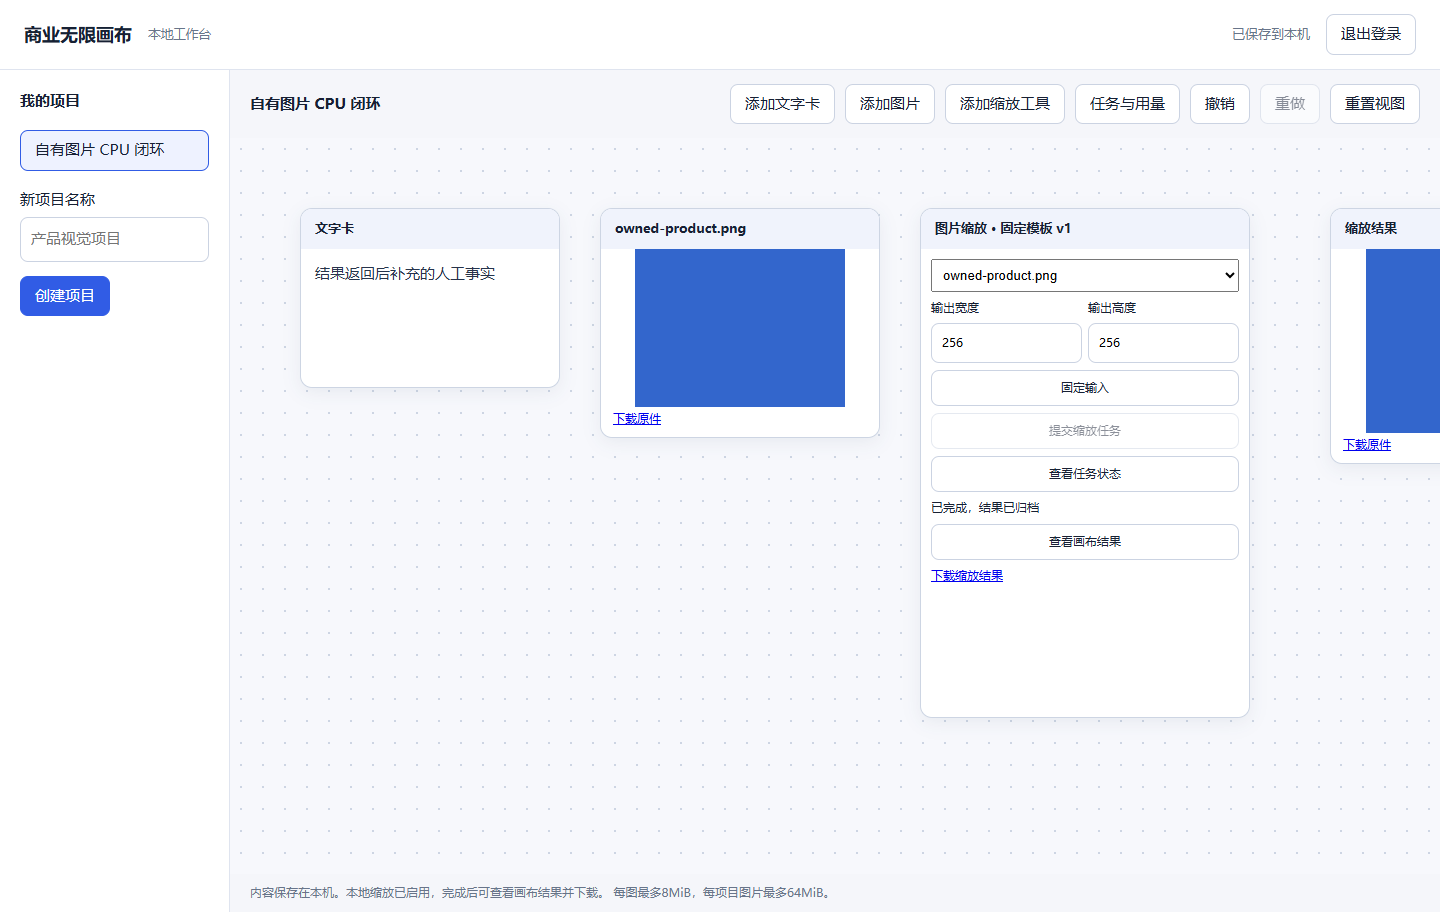 商业无限画布 本地工作台 已保存到本机 退出登录
我的项目
自有图片 CPU 闭环
新项目名称
产品视觉项目
创建项目
自有图片 CPU 闭环 添加文字卡 添加图片 添加缩放工具 任务与用量 撤销 重做 重置视图
文字卡
结果返回后补充的人工事实
owned-product.png
下载原件
图片缩放 • 固定模板 v1
owned-product.png
输出宽度 输出高度
256 256
固定输入
提交缩放任务
查看任务状态
已完成，结果已归档
查看画布结果
下载缩放结果
缩放结果
下载原件
内容保存在本机。本地缩放已启用，完成后可查看画布结果并下载。 每图最多8MiB，每项目图片最多64MiB。